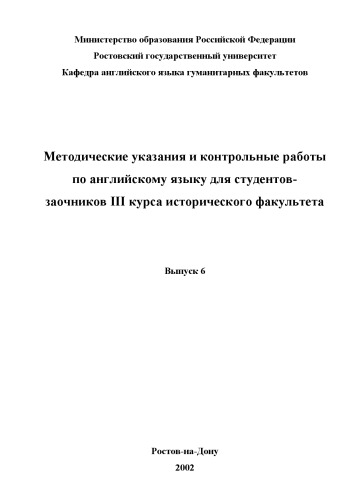 Министерство образования Российской Федерации
Ростовский государственный университет
Кафедра английского языка гуманитарных факультетов
Методические указания и контрольные работы
по английскому языку для студентов-
заочников III курса исторического факультета
Выпуск 6
Ростов-на-Дону
2002